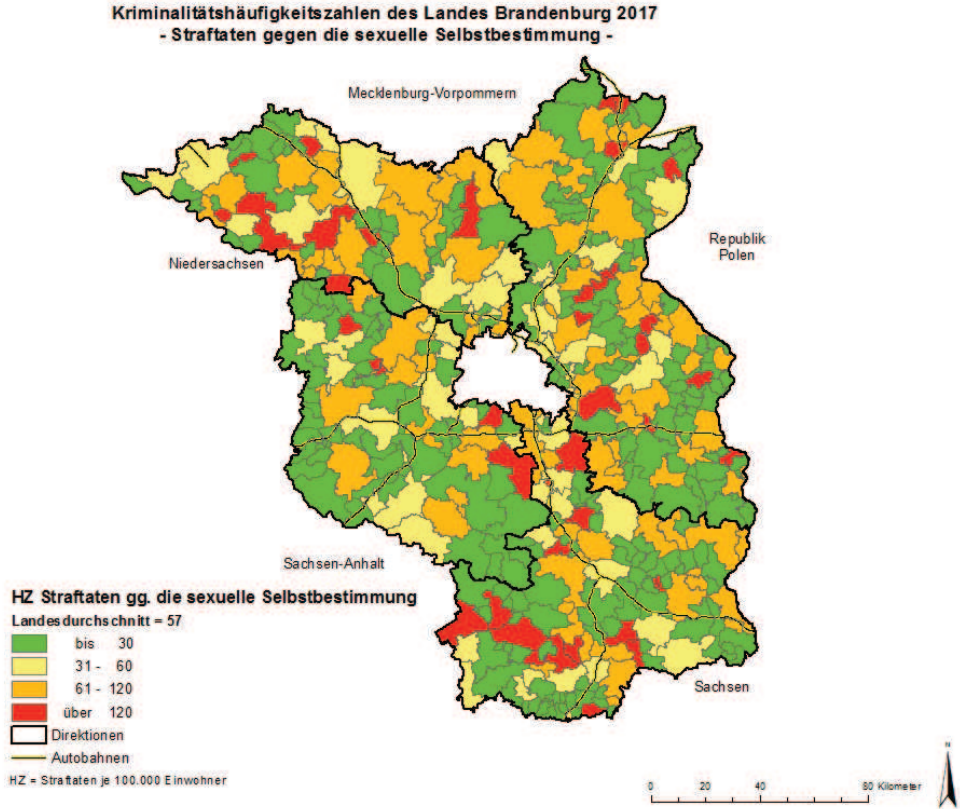 Kriminalitätshäufigkeitszahlen des Landes Brandenburg 2017
- Straftaten gegen die sexuelle Selbstbestimmung -
Mecklenburg-Vorpommern
Republik
Polen
Niedersachsen
Sachsen-Anhalt
HZ Straftaten gg. die sexuelle Selbstbestimmung
Landesdurchschnitt = 57
bis 30
31 - 60
61 - 120
über 120
Direktionen
Autobahnen
HZ = Straftaten je 100.000 Einwohner
Sachsen
N
0 20 40 80 Kilometer